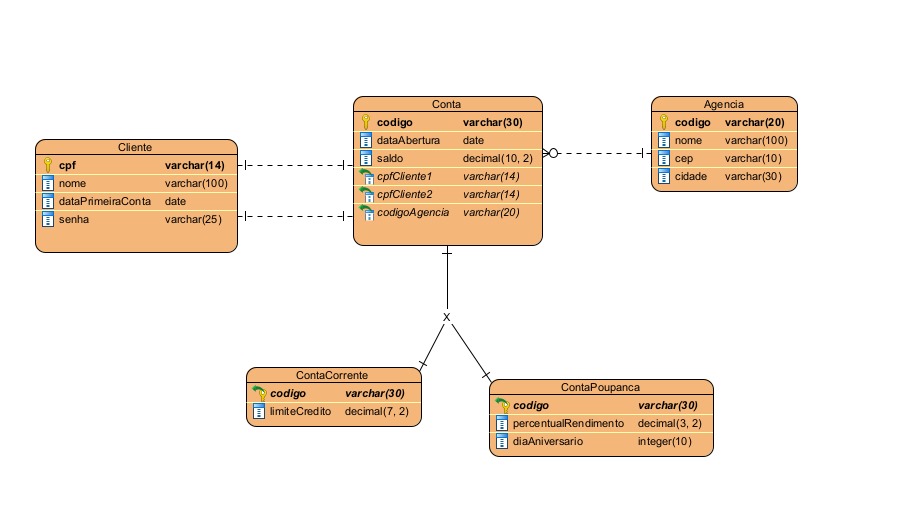 Cliente
cpf varchar(14)
nome varchar(100)
dataPrimeiraConta date
senha varchar(25)
Conta
codigo varchar(30)
dataAbertura date
saldo decimal(10, 2)
cpfCliente1 varchar(14)
cpfCliente2 varchar(14)
codigoAgencia varchar(20)
Agencia
codigo varchar(20)
nome varchar(100)
cep varchar(10)
cidade varchar(30)
X
ContaCorrente
codigo varchar(30)
limiteCredito decimal(7, 2)
ContaPoupanca
codigo varchar(30)
percentualRendimento decimal(3, 2)
diaAniversario integer(10)